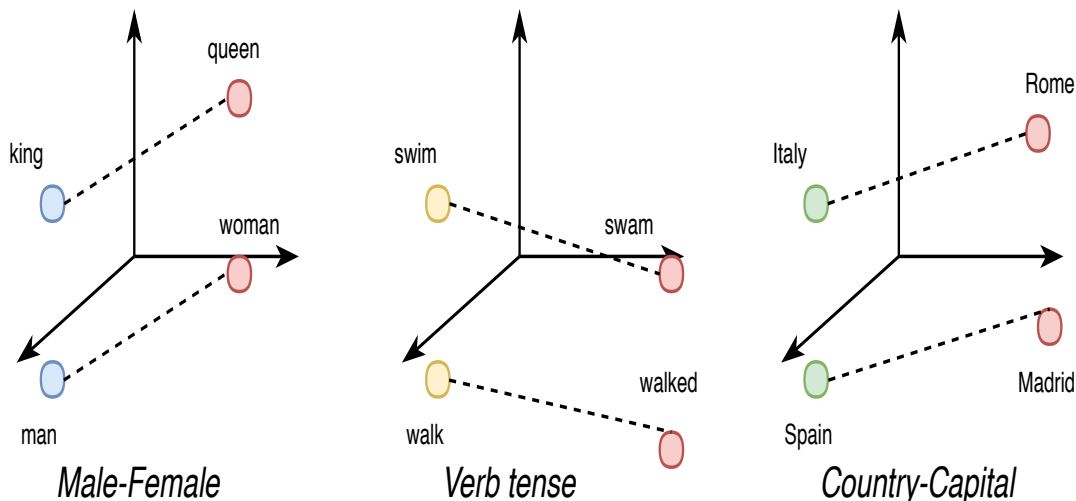 queen
king
woman
man
Male-Female
swim
swam
walked
walk
Verb tense
Rome
Italy
Madrid
Spain
Country-Capital